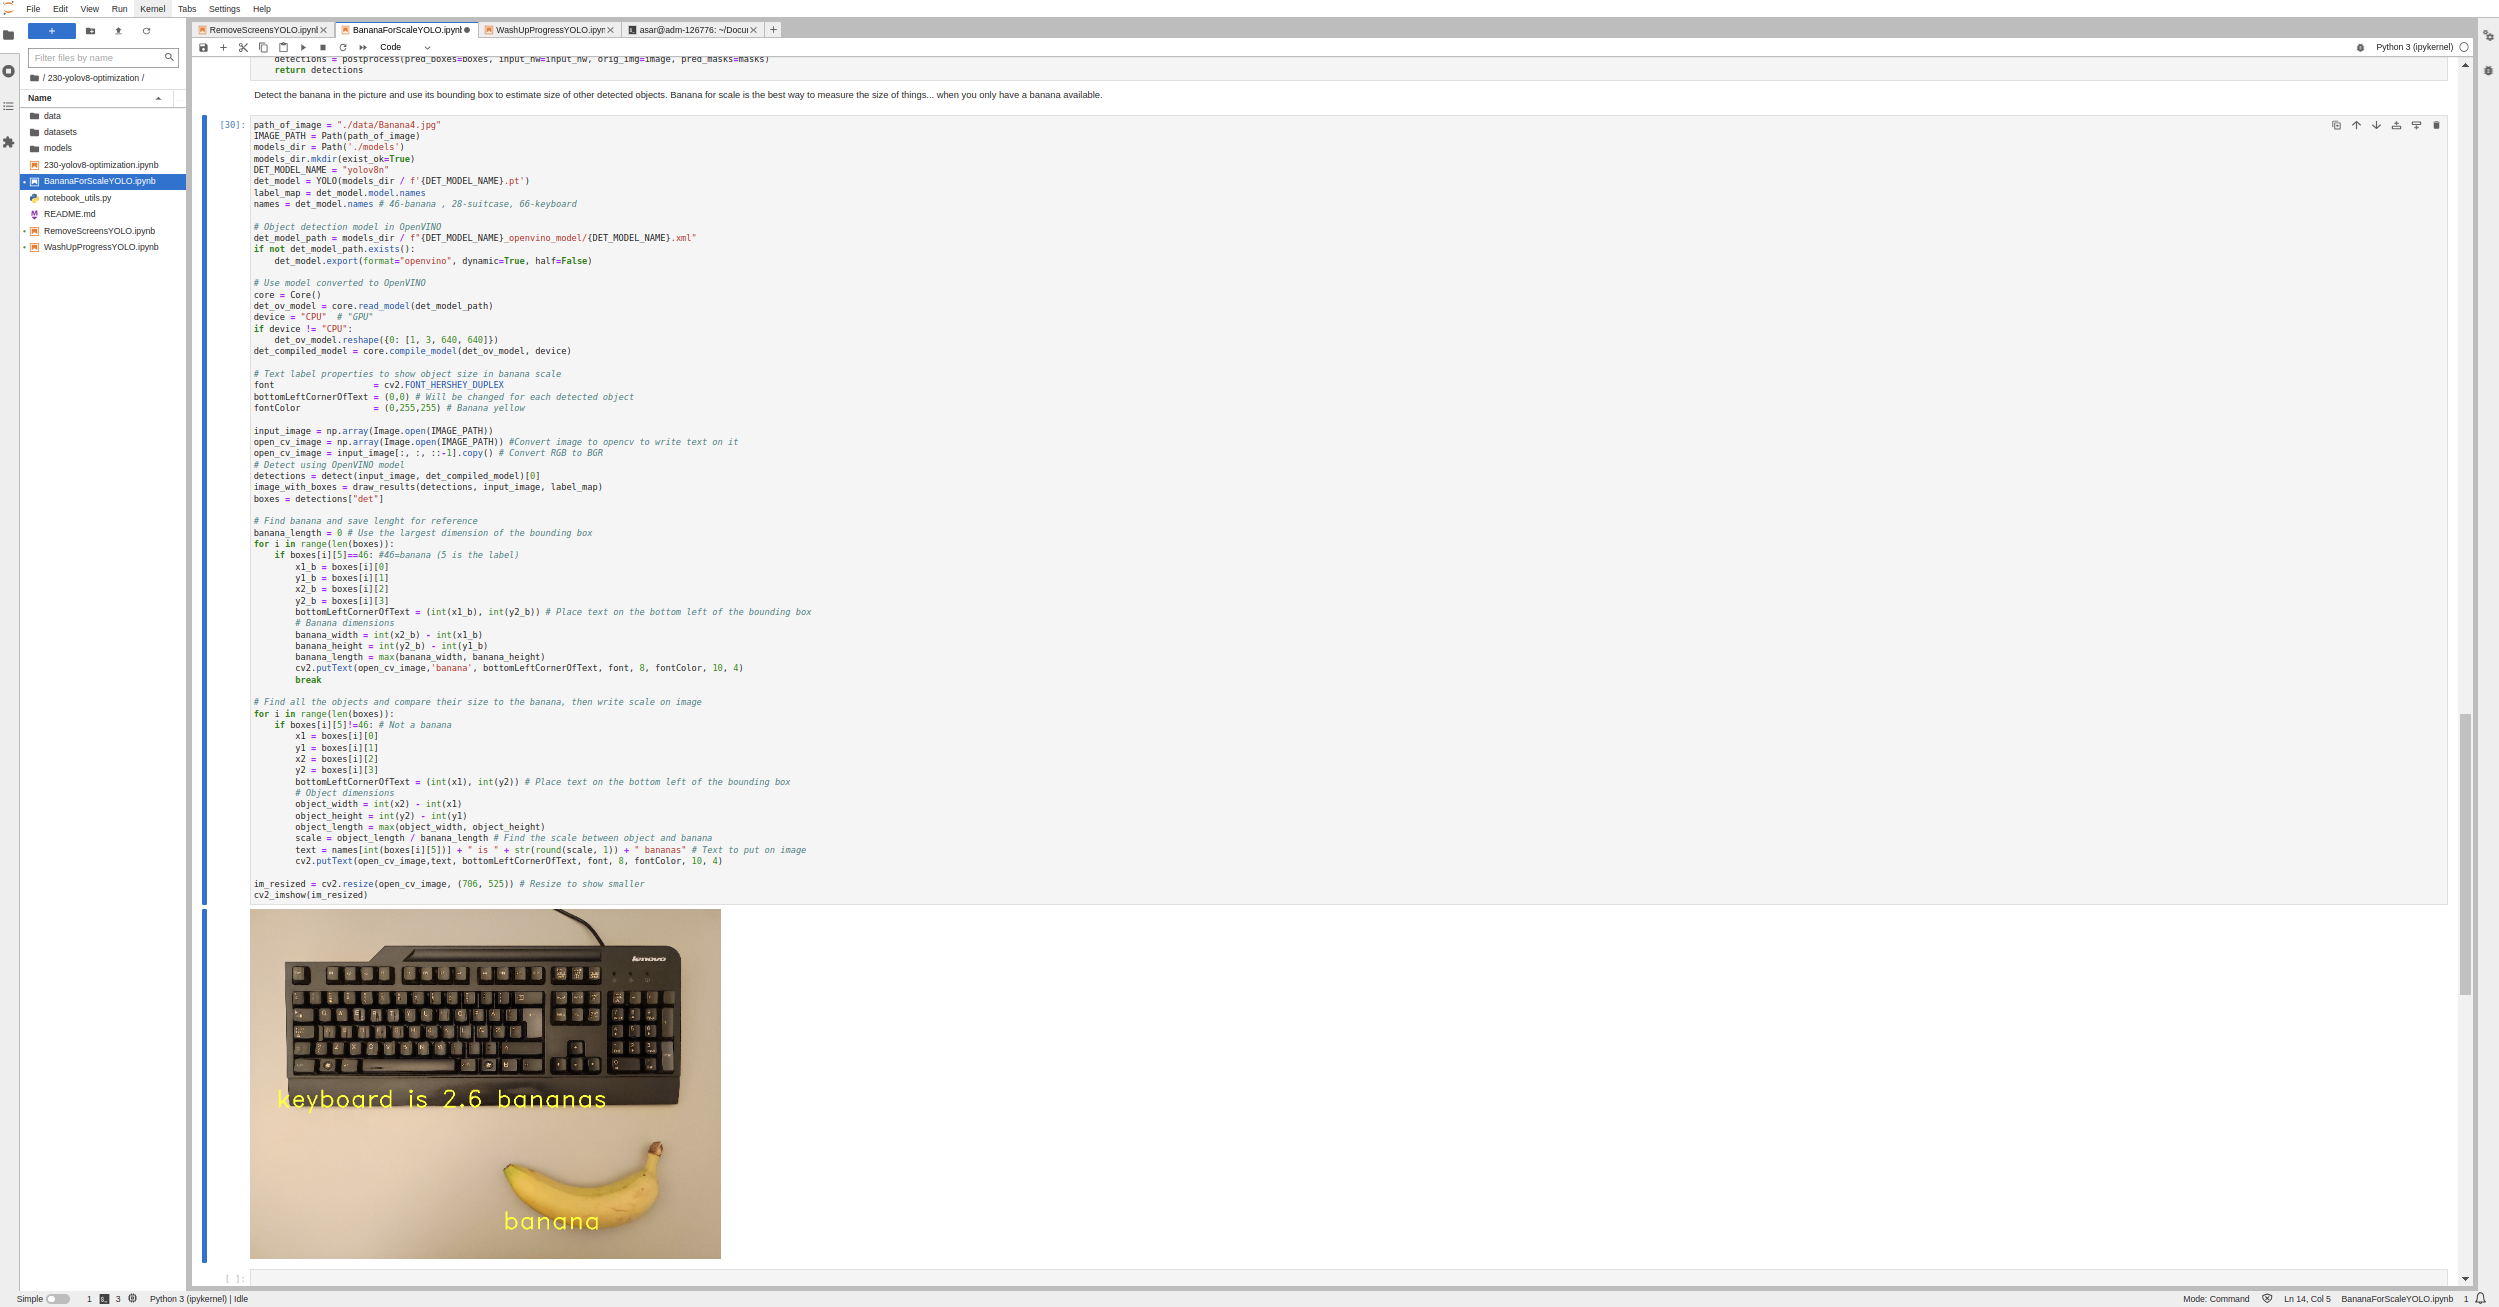 File Edit View Run Kernel Tabs Settings Help
Filter files by name
/ 230-yolov8-optimization /
Name
data
datasets
models
230-yolov8-optimization.ipynb
BananaForScaleYOLO.ipynb
notebook_utils.py
README.md
RemoveScreensYOLO.ipynb
WashUpProgressYOLO.ipynb
RemoveScreensYOLO.ipynb
BananaForScaleYOLO.ipynb
WashUpProgressYOLO.ipyn
asar@adm-126776: ~/Docu
Code
Python 3 (ipykernel)
detections = postprocess(pred_boxes=boxes, input_hw=input_hw, orig_img=image, pred_masks=masks)
return detections
Detect the banana in the picture and use its bounding box to estimate size of other detected objects. Banana for scale is the best way to measure the size of things... when you only have a banana available.
[30]:
path_of_image = "./data/Banana4.jpg"
IMAGE_PATH = Path(path_of_image)
models_dir = Path('./models')
models_dir.mkdir(exist_ok=True)
DET_MODEL_NAME = "yolov8n"
det_model = YOLO(models_dir / f'{DET_MODEL_NAME}.pt')
label_map = det_model.model.names
names = det_model.names # 46-banana , 28-suitcase, 66-keyboard
# Object detection model in OpenVINO
det_model_path = models_dir / f"{DET_MODEL_NAME}_openvino_model/{DET_MODEL_NAME}.xml"
if not det_model_path.exists():
det_model.export(format="openvino", dynamic=True, half=False)
# Use model converted to OpenVINO
core = Core()
det_ov_model = core.read_model(det_model_path)
device = "CPU"  # "GPU"
if device != "CPU":
det_ov_model.reshape({0: [1, 3, 640, 640]})
det_compiled_model = core.compile_model(det_ov_model, device)
# Text label properties to show object size in banana scale
font = cv2.FONT_HERSHEY_DUPLEX
bottomLeftCornerOfText = (0,0) # Will be changed for each detected object
fontColor = (0,255,255) # Banana yellow
input_image = np.array(Image.open(IMAGE_PATH))
open_cv_image = np.array(Image.open(IMAGE_PATH)) #Convert image to opencv to write text on it
open_cv_image = input_image[:, :, ::-1].copy() # Convert RGB to BGR
# Detect using OpenVINO model
detections = detect(input_image, det_compiled_model)[0]
image_with_boxes = draw_results(detections, input_image, label_map)
boxes = detections["det"]
# Find banana and save lenght for reference
banana_length = 0 # Use the largest dimension of the bounding box
for i in range(len(boxes)):
if boxes[i][5]==46: #46=banana (5 is the label)
x1_b = boxes[i][0]
y1_b = boxes[i][1]
x2_b = boxes[i][2]
y2_b = boxes[i][3]
bottomLeftCornerOfText = (int(x1_b), int(y2_b)) # Place text on the bottom left of the bounding box
# Banana dimensions
banana_width = int(x2_b) - int(x1_b)
banana_height = int(y2_b) - int(y1_b)
banana_length = max(banana_width, banana_height)
cv2.putText(open_cv_image,'banana', bottomLeftCornerOfText, font, 8, fontColor, 10, 4)
break
# Find all the objects and compare their size to the banana, then write scale on image
for i in range(len(boxes)):
if boxes[i][5]!=46: # Not a banana
x1 = boxes[i][0]
y1 = boxes[i][1]
x2 = boxes[i][2]
y2 = boxes[i][3]
bottomLeftCornerOfText = (int(x1), int(y2)) # Place text on the bottom left of the bounding box
# Object dimensions
object_width = int(x2) - int(x1)
object_height = int(y2) - int(y1)
object_length = max(object_width, object_height)
scale = object_length / banana_length # Find the scale between object and banana
text = names[int(boxes[i][5])] + " is " + str(round(scale, 1)) + " bananas" # Text to put on image
cv2.putText(open_cv_image,text, bottomLeftCornerOfText, font, 8, fontColor, 10, 4)
im_resized = cv2.resize(open_cv_image, (706, 525)) # Resize to show smaller
cv2_imshow(im_resized)
lenovo
keyboard is 2.6 bananas
banana
[ ]:
Simple 1 3 Python 3 (ipykernel) | Idle
Mode: Command Ln 14, Col 5 BananaForScaleYOLO.ipynb 1